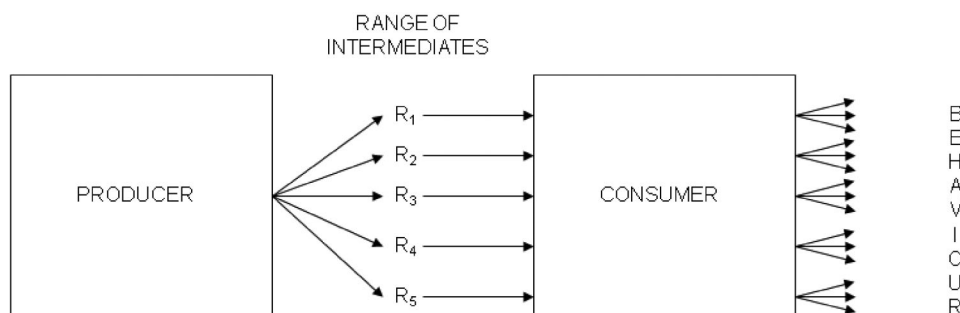 RANGE OF
INTERMEDIATES
PRODUCER
R₁
R₂
R₃
R₄
R₅
CONSUMER
B
E
H
A
V
I
O
U
R